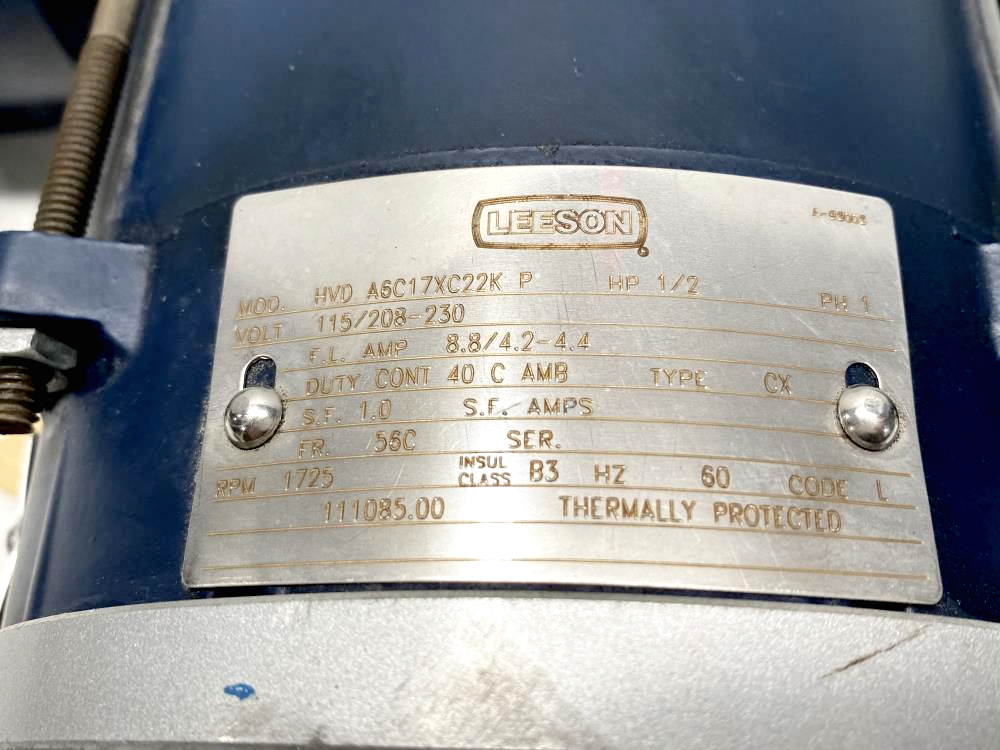 LEESON
MOD. HVD A6C17XC22K P HP 1/2 PH 1
VOLT 115/208-230
F.L. AMP 8.8/4.2-4.4
DUTY CONT 40 C AMB TYPE CX
S.F. 1.0 S.F. AMPS
FR. 56C SER.
RPM 1725 INSUL CLASS B3 HZ 60 CODE L
111085.00 THERMALLY PROTECTED